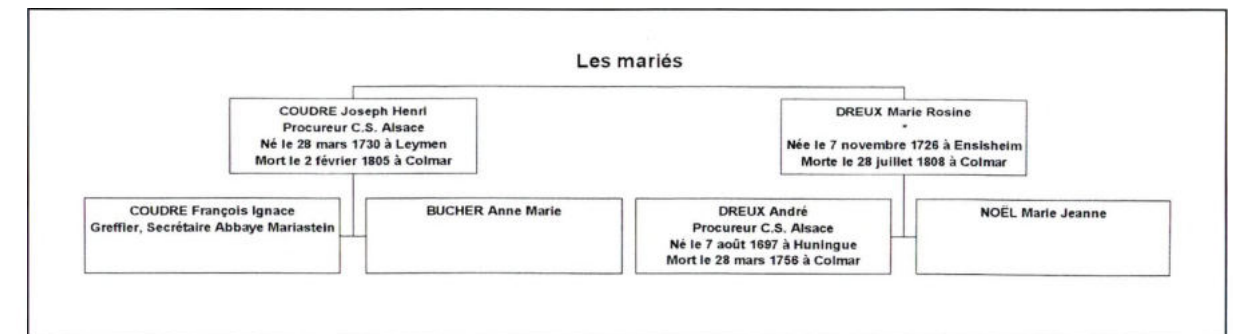 Les mariés
COUDRE Joseph Henri
Procureur C.S. Alsace
Né le 28 mars 1730 à Leymen
Mort le 2 février 1805 à Colmar
DREUX Marie Rosine
*
Née le 7 novembre 1726 à Ensisheim
Morte le 28 juillet 1808 à Colmar
COUDRE François Ignace
Greffier, Secrétaire Abbaye Mariastein
BUCHER Anne Marie
DREUX André
Procureur C.S. Alsace
Né le 7 août 1697 à Huningue
Mort le 28 mars 1756 à Colmar
NOËL Marie Jeanne